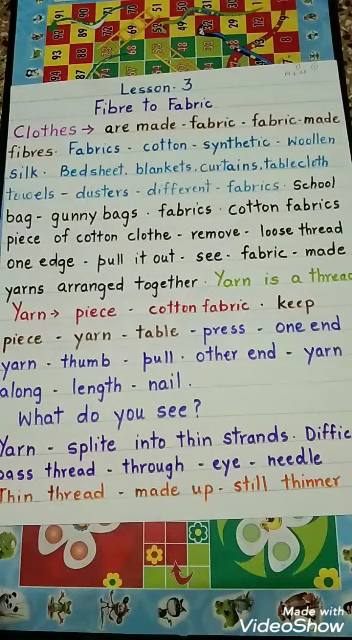 Lesson. 3
Fibre to Fabric
Clothes → are made - fabric - fabric-made
fibres. Fabrics - cotton - synthetic - woollen
silk. Bedsheet. blankets. curtains. tablecloth
towels - dusters - different - fabrics. School
bag - gunny bags. fabrics. cotton fabrics
piece of cotton clothe - remove - loose thread
one edge - pull it out - see - fabric - made
yarns arranged together. Yarn is a thread
Yarn → piece - cotton fabric. keep
piece - yarn - table - press - one end
yarn - thumb - pull. other end - yarn
along - length - nail.
What do you see?
Yarn - splite into thin strands. Diffic
pass thread - through - eye - needle
Thin thread - made up - still thinner
Made with
VideoShow